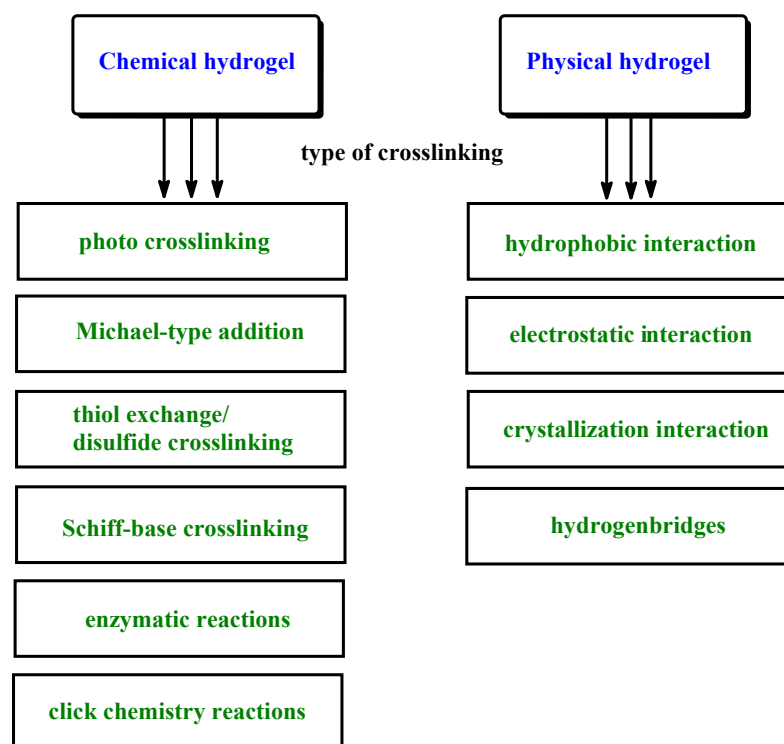 Chemical hydrogel
Physical hydrogel
type of crosslinking
photo crosslinking
Michael-type addition
thiol exchange/
disulfide crosslinking
Schiff-base crosslinking
enzymatic reactions
click chemistry reactions
hydrophobic interaction
electrostatic interaction
crystallization interaction
hydrogenbridges